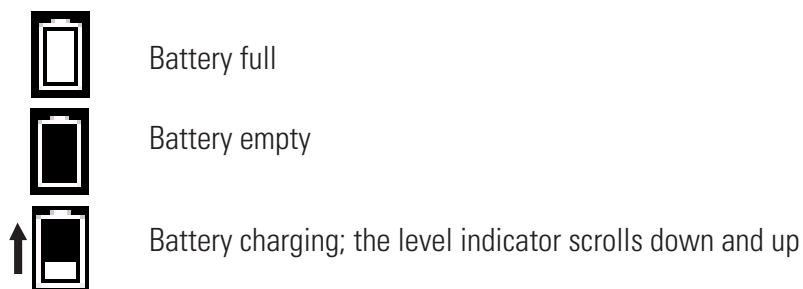 Battery full
Battery empty
Battery charging; the level indicator scrolls down and up